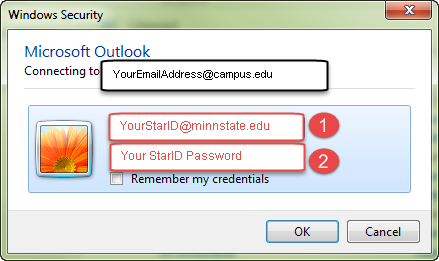 Windows Security
Microsoft Outlook
Connecting to YourEmailAddress@campus.edu
YourStarID@minnstate.edu 1
Your StarID Password 2
Remember my credentials
OK Cancel